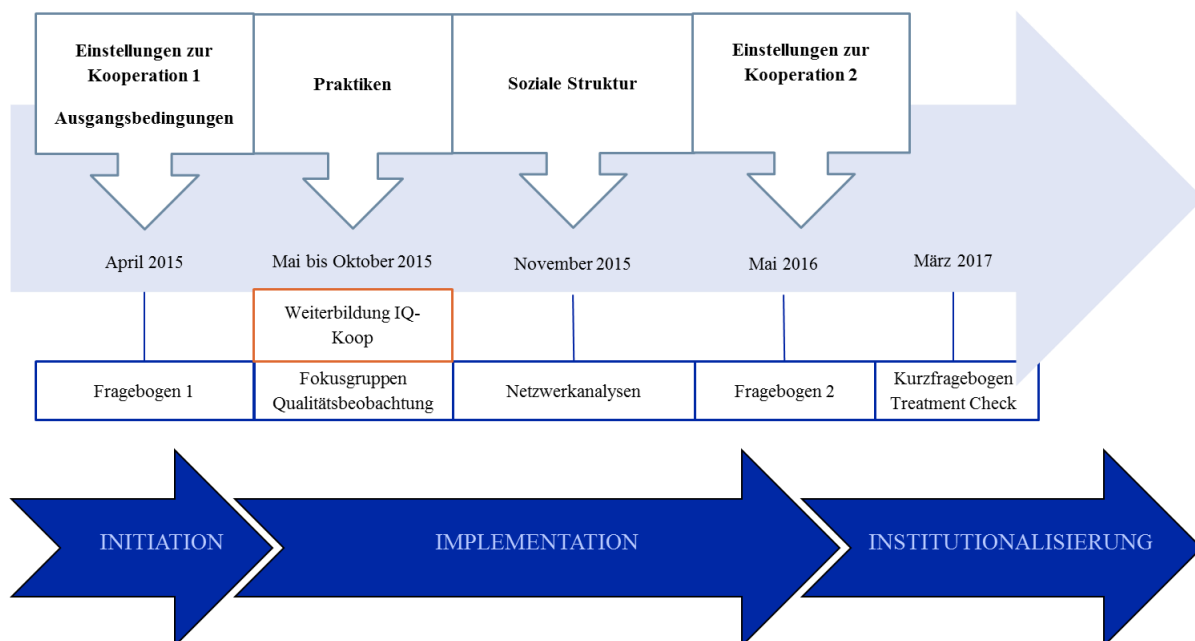 Einstellungen zur
Kooperation 1
Ausgangsbedingungen
Praktiken
Soziale Struktur
Einstellungen zur
Kooperation 2
April 2015
Mai bis Oktober 2015
November 2015
Mai 2016
März 2017
Weiterbildung IQ-
Koop
Fragebogen 1
Fokusgruppen
Qualitätsbeobachtung
Netzwerkanalysen
Fragebogen 2
Kurzfragebogen
Treatment Check
INITIATION
IMPLEMENTATION
INSTITUTIONALISIERUNG